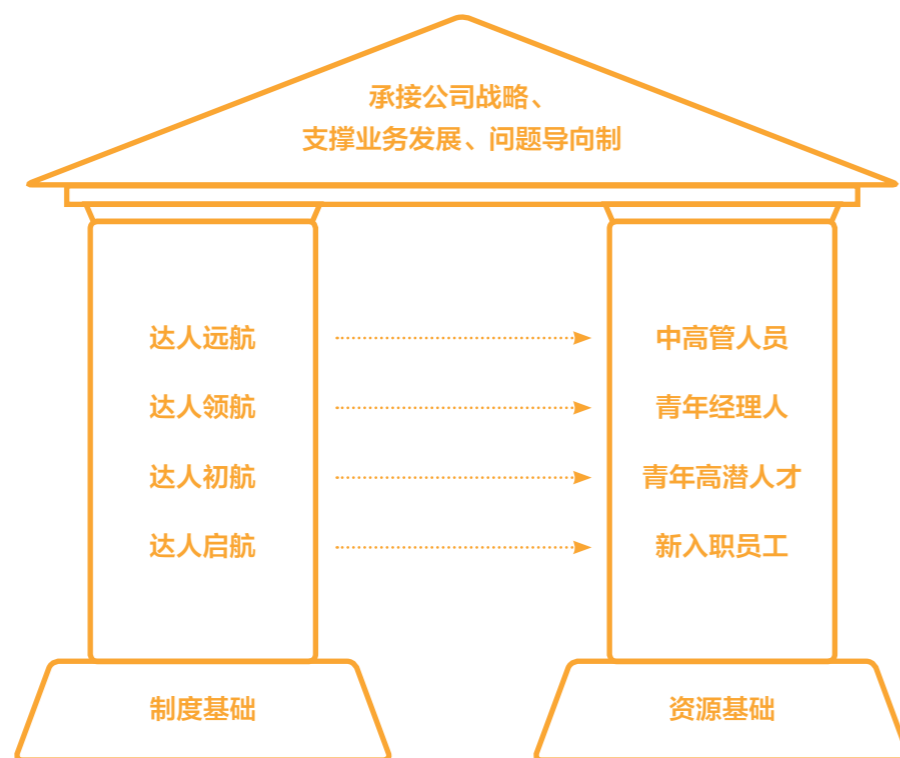 承接公司战略、
支撑业务发展、问题导向制
达人远航 中高管人员
达人领航 青年经理人
达人初航 青年高潜人才
达人启航 新入职员工
制度基础 资源基础